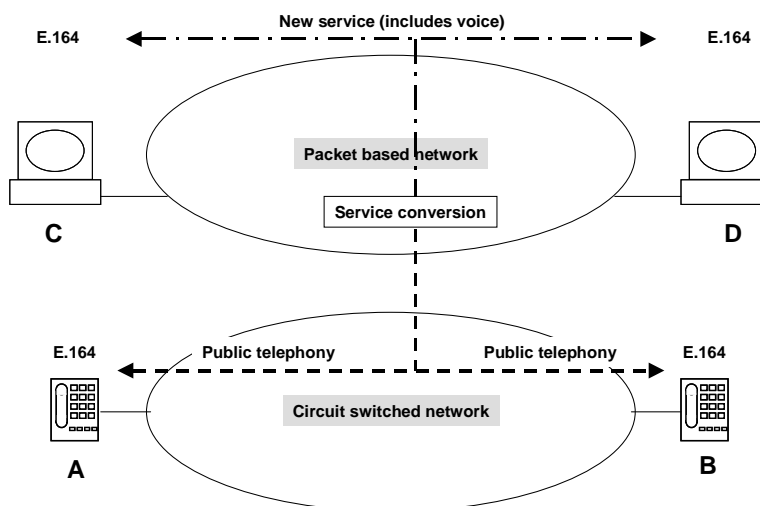 New service (includes voice)
E.164
E.164
Packet based network
Service conversion
C
D
E.164
Public telephony
Public telephony
E.164
Circuit switched network
A
B